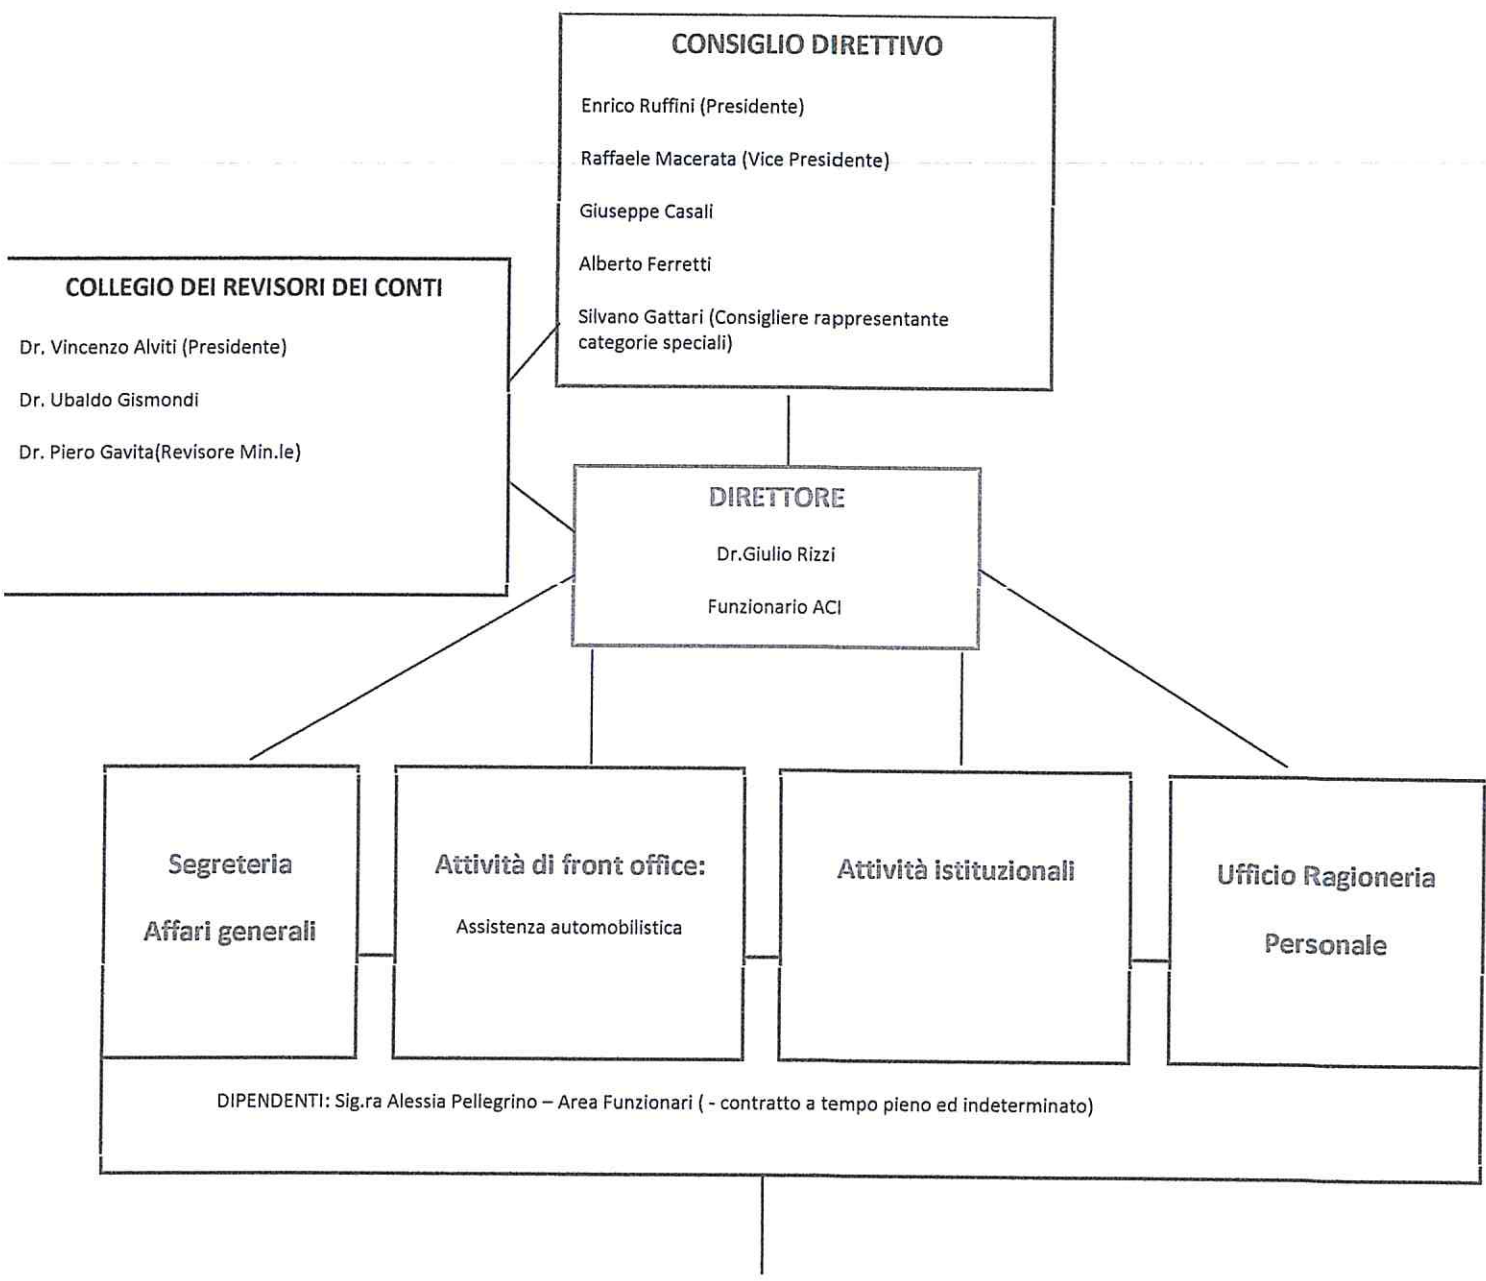 CONSIGLIO DIRETTIVO
Enrico Ruffini (Presidente)
Raffaele Macerata (Vice Presidente)
Giuseppe Casali
Alberto Ferretti
Silvano Gattari (Consigliere rappresentante
categorie speciali)
COLLEGIO DEI REVISORI DEI CONTI
Dr. Vincenzo Alviti (Presidente)
Dr. Ubaldo Gismondi
Dr. Piero Gavita(Revisore Min.le)
DIRETTORE
Dr.Giulio Rizzi
Funzionario ACI
Segreteria
Affari generali
Attività di front office:
Assistenza automobilistica
Attività istituzionali
Ufficio Ragioneria
Personale
DIPENDENTI: Sig.ra Alessia Pellegrino – Area Funzionari ( - contratto a tempo pieno ed indeterminato)